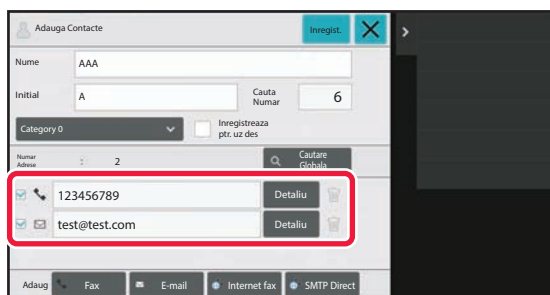 Adauga Contacte Inregist.
Nume AAA
Initial A Cauta Numar 6
Category 0 Inregistreaza ptr. uz des
Numar Adrese : 2 Cautare Globala
123456789 Detaliu
test@test.com Detaliu
Adaug Fax E-mail Internet fax SMTP Direct